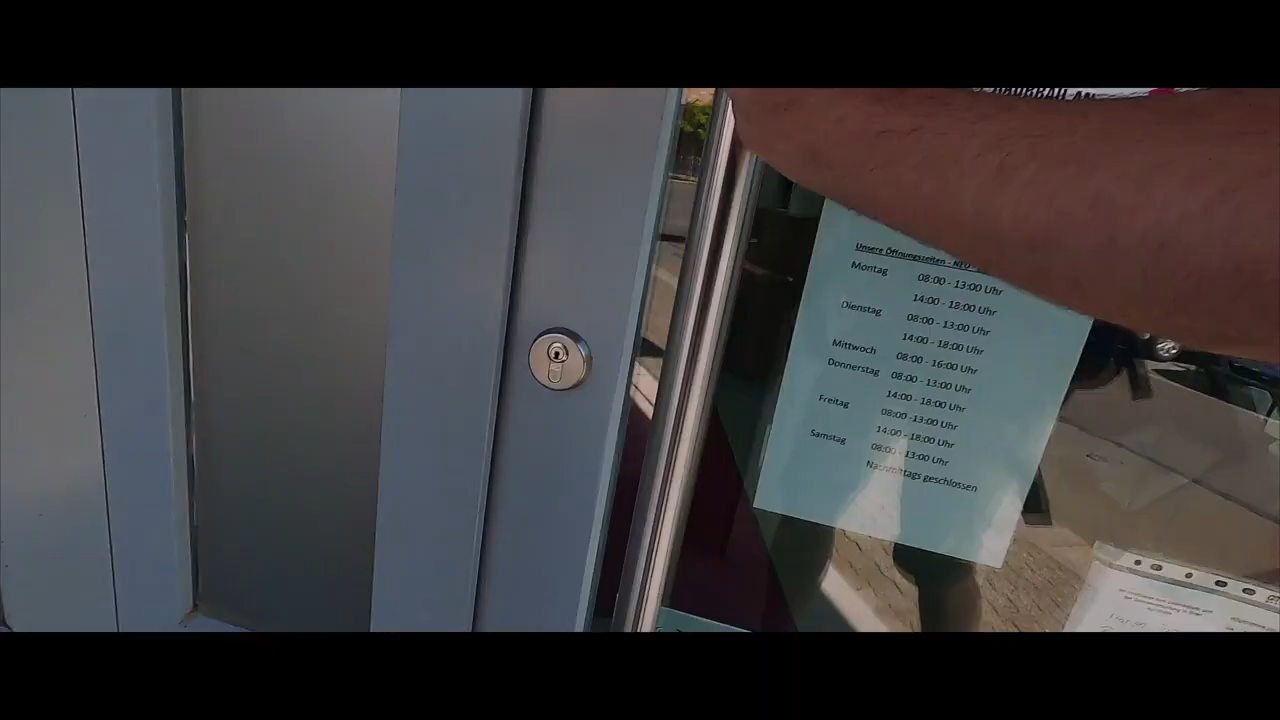 Unsere Öffnungszeiten - NEU -
Montag 08:00 - 13:00 Uhr
14:00 - 18:00 Uhr
Dienstag 08:00 - 13:00 Uhr
14:00 - 18:00 Uhr
Mittwoch 08:00 - 16:00 Uhr
Donnerstag 08:00 - 13:00 Uhr
14:00 - 18:00 Uhr
Freitag 08:00 -13:00 Uhr
14:00 - 18:00 Uhr
Samstag 08:00 - 13:00 Uhr
Nachmittags geschlossen